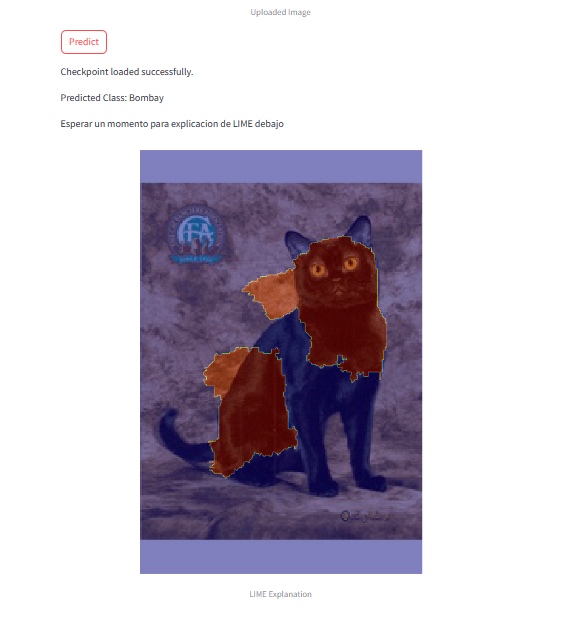 Uploaded Image
Predict
Checkpoint loaded successfully.
Predicted Class: Bombay
Esperar un momento para explicacion de LIME debajo
CFA
LIME Explanation